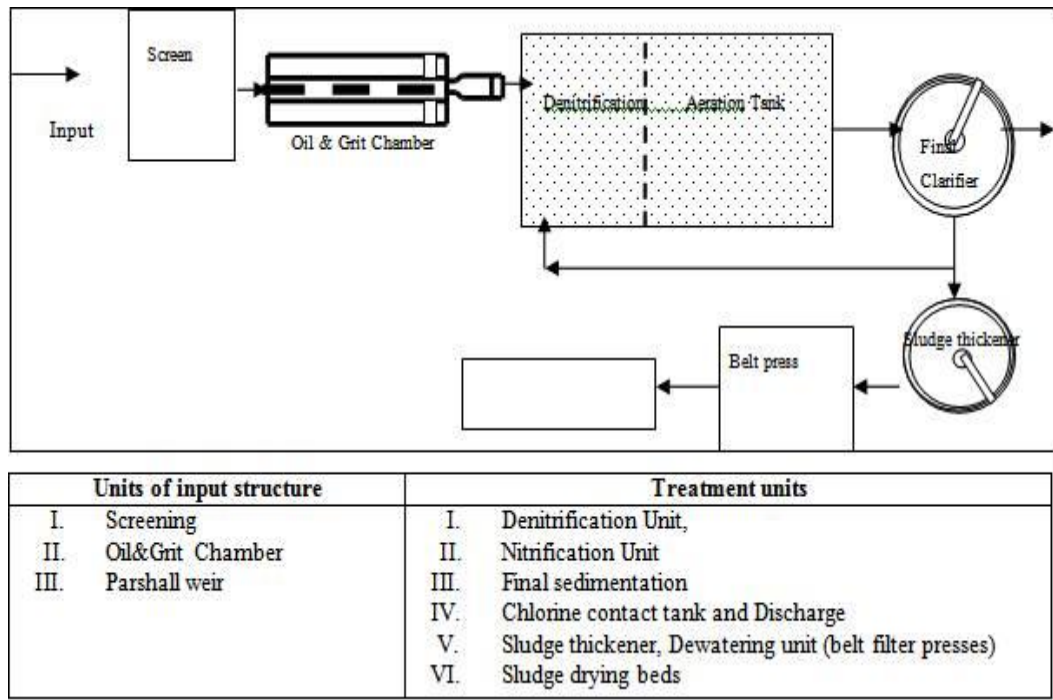 Screen
Input
Oil & Grit Chamber
Denitrification Aeration Tank
Final
Clarifier
Sludge thickener
Belt press
Units of input structure
I. Screening
II. Oil&Grit Chamber
III. Parshall weir
Treatment units
I. Denitrification Unit,
II. Nitrification Unit
III. Final sedimentation
IV. Chlorine contact tank and Discharge
V. Sludge thickener, Dewatering unit (belt filter presses)
VI. Sludge drying beds